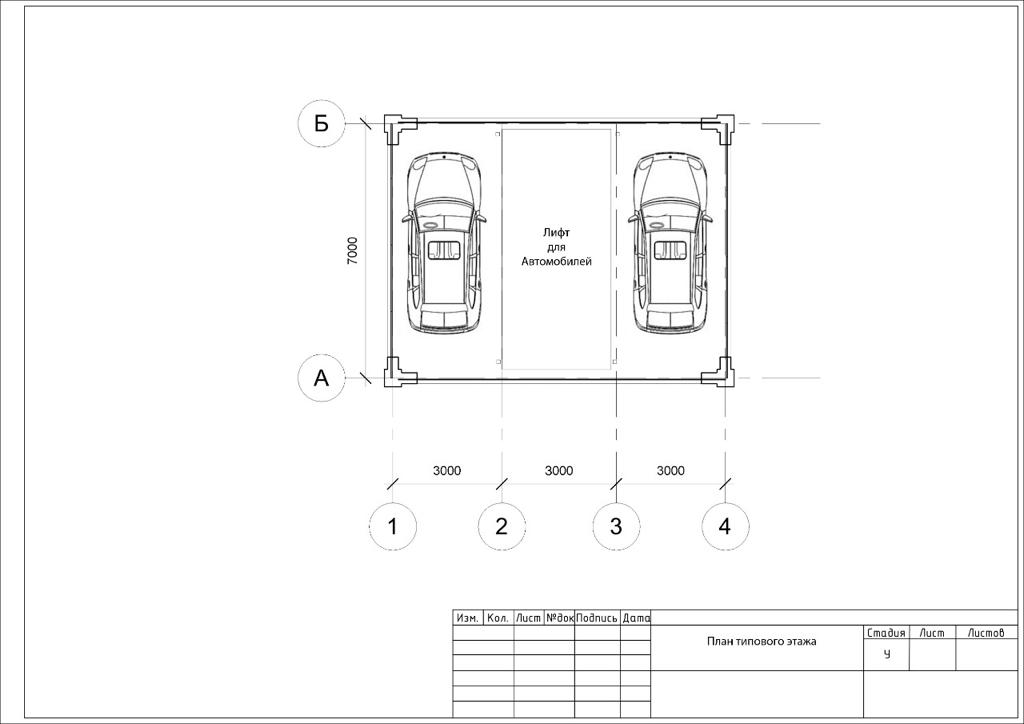 Б
7000
Лифт
для
Автомобилей
А
3000 3000 3000
1 2 3 4
Изм. Кол. Лист №док Подпись Дата
План типового этажа
Стадия Лист Листов
У